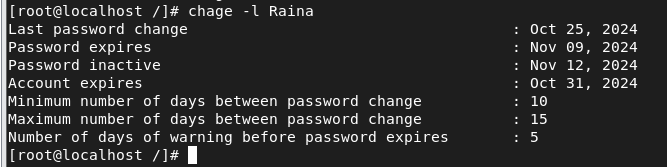 [root@localhost /]# chage -l Raina
Last password change : Oct 25, 2024
Password expires : Nov 09, 2024
Password inactive : Nov 12, 2024
Account expires : Oct 31, 2024
Minimum number of days between password change : 10
Maximum number of days between password change : 15
Number of days of warning before password expires : 5
[root@localhost /]#